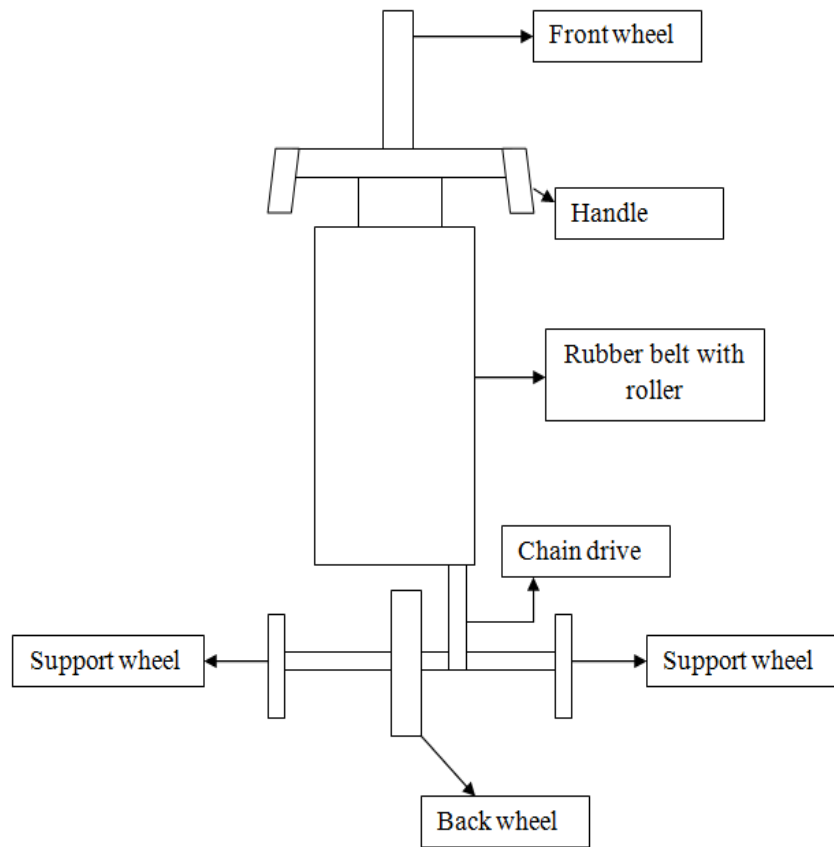 Front wheel
Handle
Rubber belt with
roller
Chain drive
Support wheel
Support wheel
Back wheel